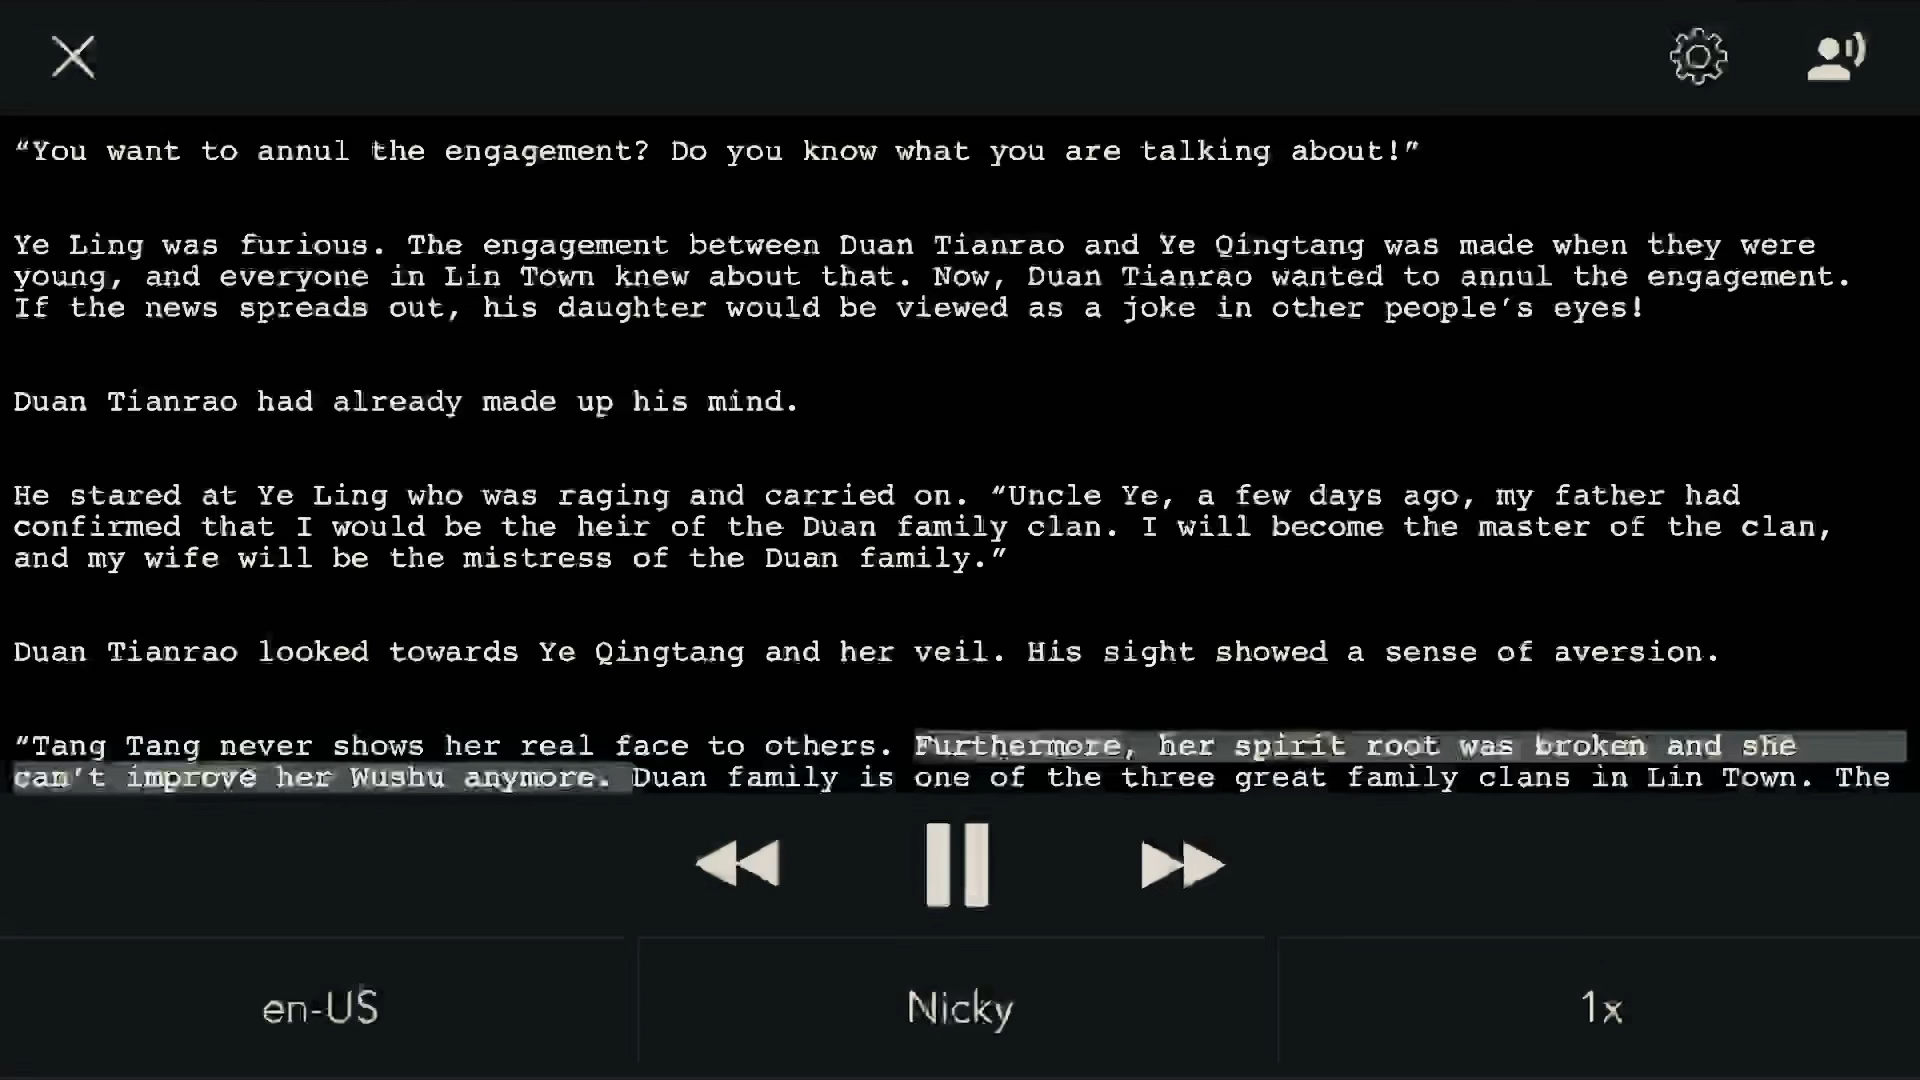 “You want to annul the engagement? Do you know what you are talking about!”
Ye Ling was furious. The engagement between Duan Tianrao and Ye Qingtang was made when they were
young, and everyone in Lin Town knew about that. Now, Duan Tianrao wanted to annul the engagement.
If the news spreads out, his daughter would be viewed as a joke in other people’s eyes!
Duan Tianrao had already made up his mind.
He stared at Ye Ling who was raging and carried on. “Uncle Ye, a few days ago, my father had
confirmed that I would be the heir of the Duan family clan. I will become the master of the clan,
and my wife will be the mistress of the Duan family.”
Duan Tianrao looked towards Ye Qingtang and her veil. His sight showed a sense of aversion.
“Tang Tang never shows her real face to others. Furthermore, her spirit root was broken and she
can’t improve her Wushu anymore. Duan family is one of the three great family clans in Lin Town. The
en-US
Nicky
1x